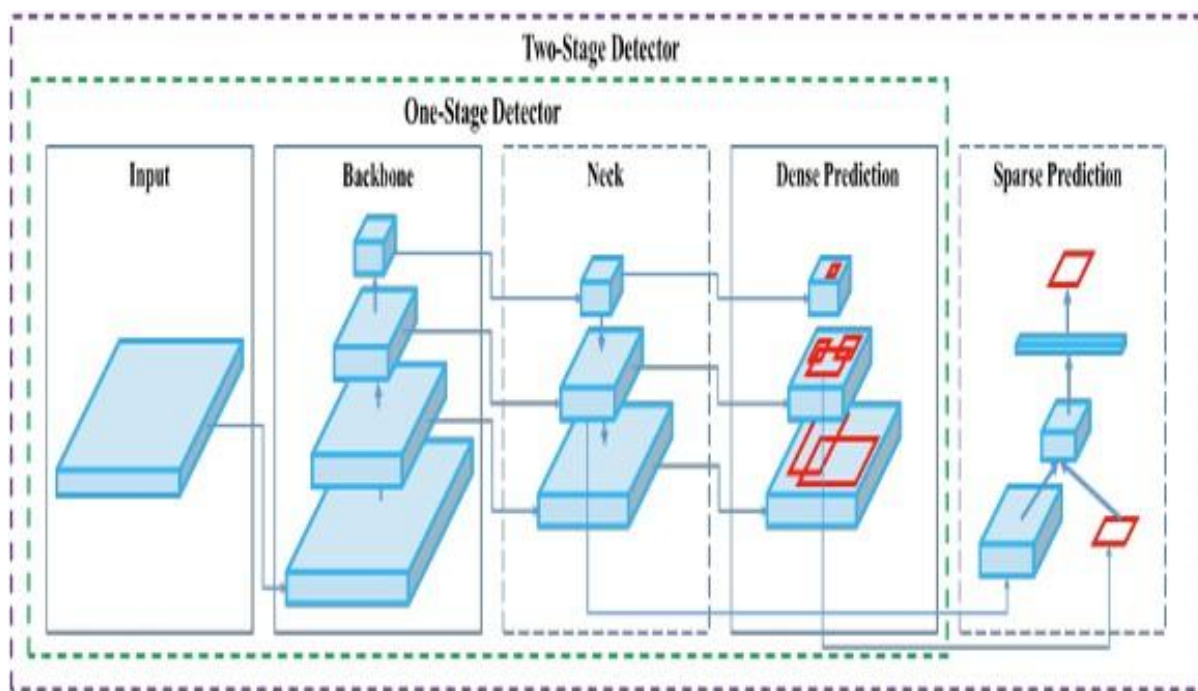 Two-Stage Detector
One-Stage Detector
Input
Backbone
Neck
Dense Prediction
Sparse Prediction